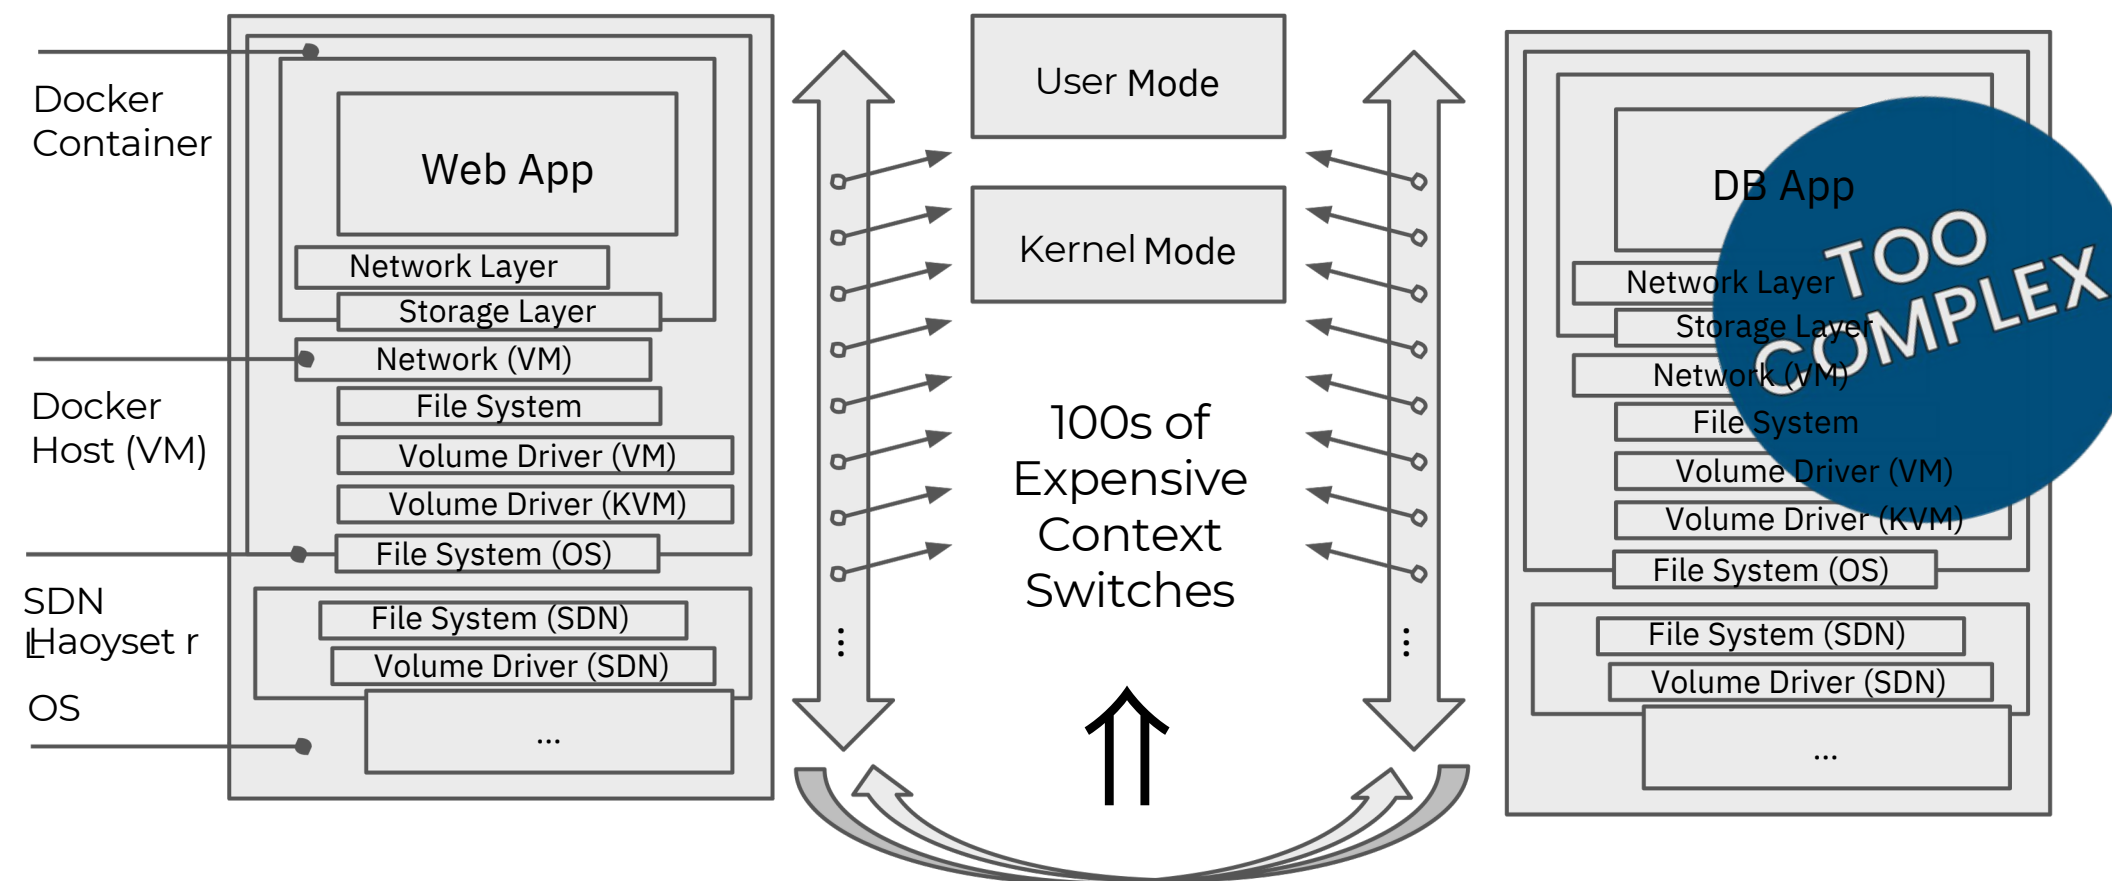 Docker
Container
Docker
Host (VM)
SDN
OS
Web App
Network Layer
Storage Layer
Network (VM)
File System
Volume Driver (VM)
Volume Driver (KVM)
File System (OS)
File System (SDN)
Volume Driver (SDN)
...
...
User Mode
Kernel Mode
100s of
Expensive
Context
Switches
...
DB App
Network Layer
Storage Layer
Network (VM)
File System
Volume Driver (VM)
Volume Driver (KVM)
File System (OS)
File System (SDN)
Volume Driver (SDN)
...
TOO
COMPLEX